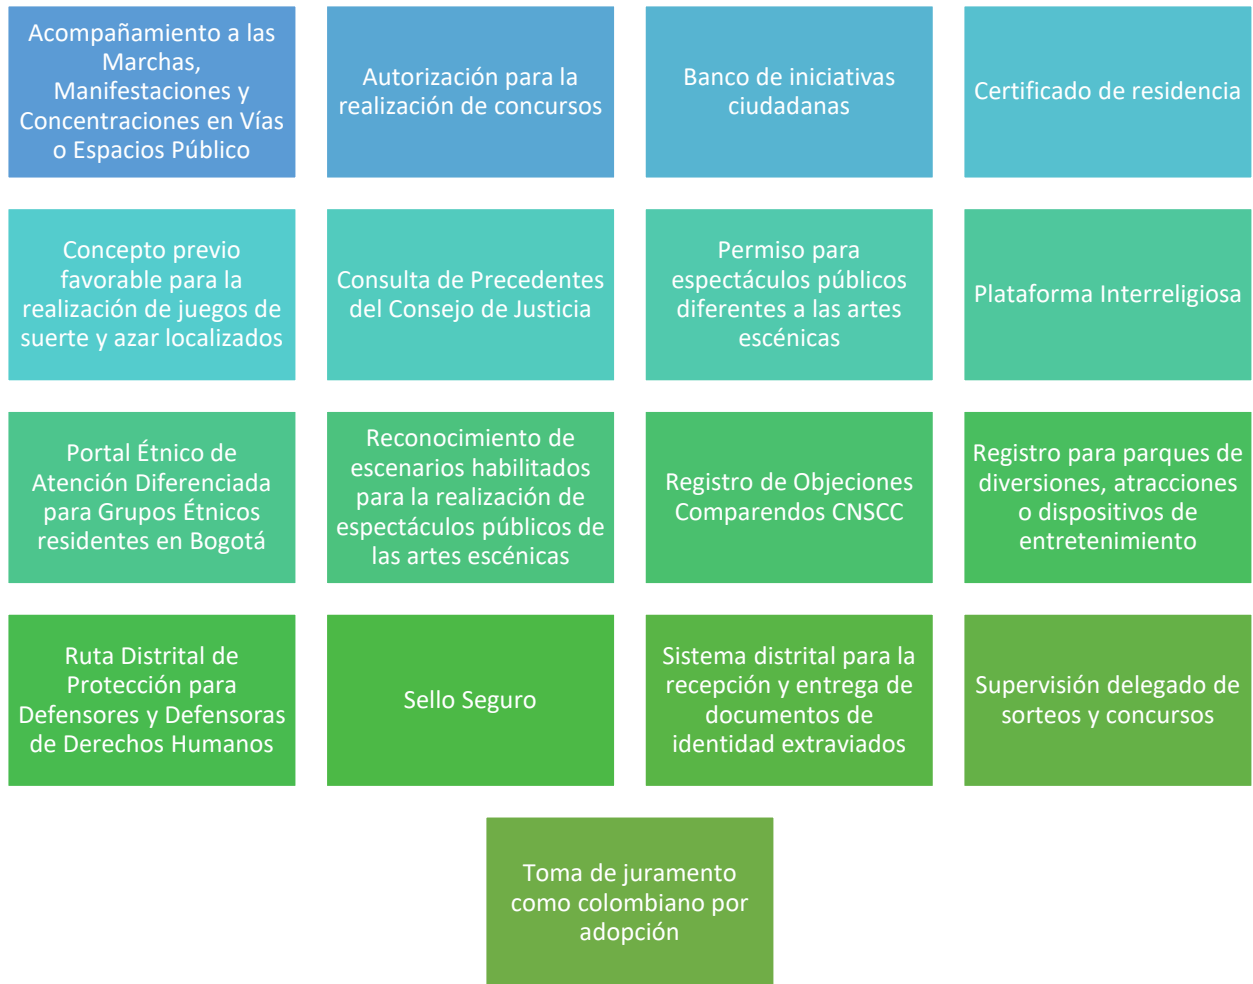 Acompañamiento a las
Marchas,
Manifestaciones y
Concentraciones en Vías
o Espacios Público
Autorización para la
realización de concursos
Banco de iniciativas
ciudadanas
Certificado de residencia
Concepto previo
favorable para la
realización de juegos de
suerte y azar localizados
Consulta de Precedentes
del Consejo de Justicia
Permiso para
espectáculos públicos
diferentes a las artes
escénicas
Plataforma Interreligiosa
Portal Étnico de
Atención Diferenciada
para Grupos Étnicos
residentes en Bogotá
Reconocimiento de
escenarios habilitados
para la realización de
espectáculos públicos de
las artes escénicas
Registro de Objeciones
Comparendos CNSCC
Registro para parques de
diversiones, atracciones
o dispositivos de
entretenimiento
Ruta Distrital de
Protección para
Defensores y Defensoras
de Derechos Humanos
Sello Seguro
Sistema distrital para la
recepción y entrega de
documentos de
identidad extraviados
Supervisión delegado de
sorteos y concursos
Toma de juramento
como colombiano por
adopción